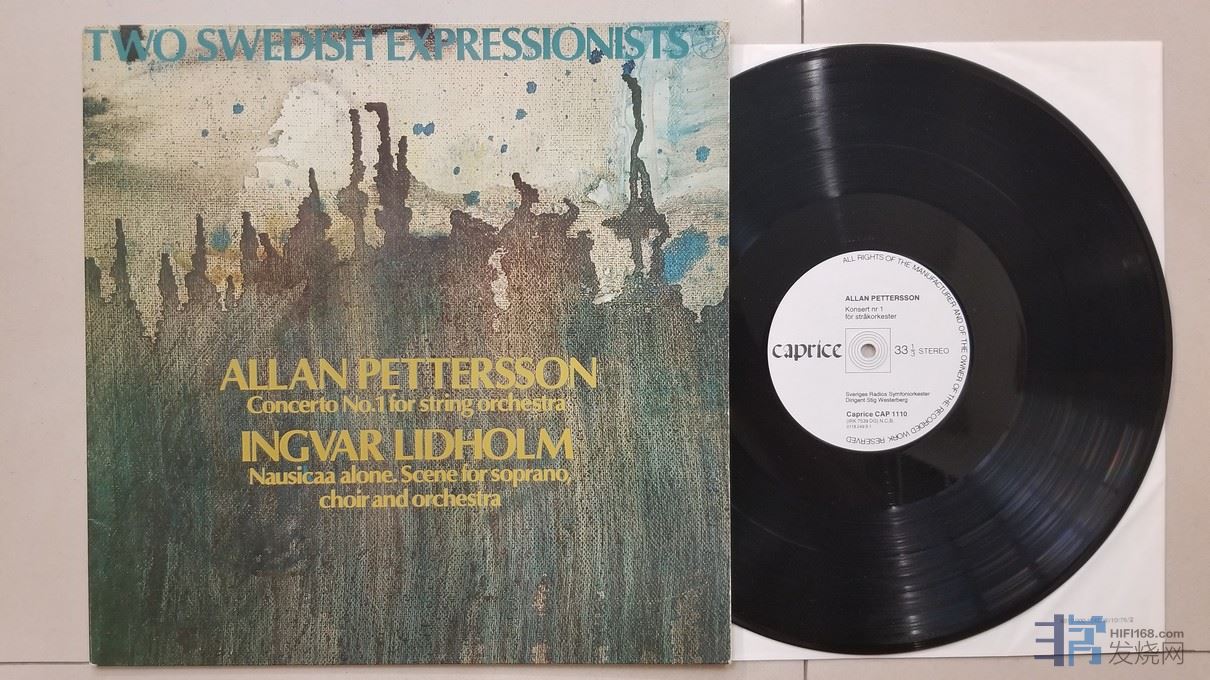 TWO SWEDISH EXPRESSIONISTS
ALLAN PETTERSSON
Concerto No.1 for string orchestra
INGVAR LIDHOLM
Nausicaa alone. Scene for soprano,
choir and orchestra
ALL RIGHTS OF THE MANUFACTURER AND OF THE OWNER OF THE RECORDED WORK RESERVED
ALLAN PETTERSSON
Konsert nr 1
för stråkorkester
caprice
33 1/3 STEREO
Sveriges Radios Symfoniorkester
Dirigent Stig Westerberg
Caprice CAP 1110
HIFI168.com
发烧网